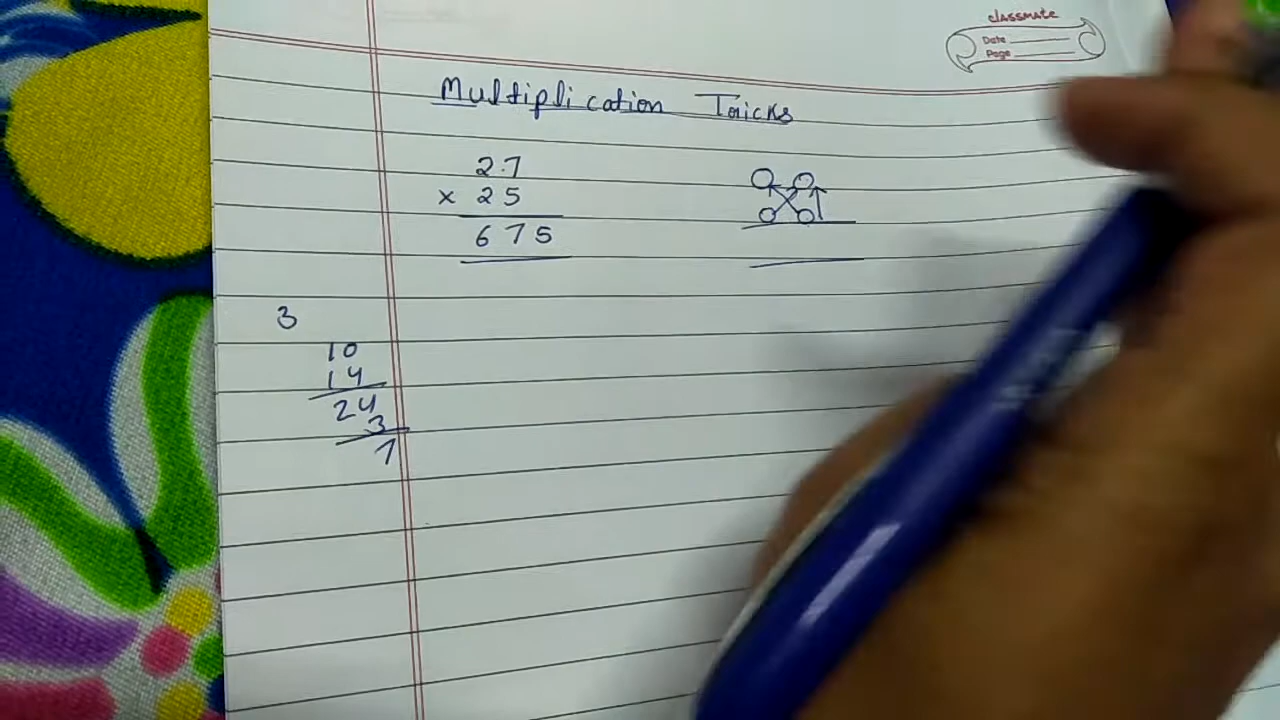 classmate
Date
Page
Multiplication Tricks
27
x 25
675
3
10
14
24
3
7